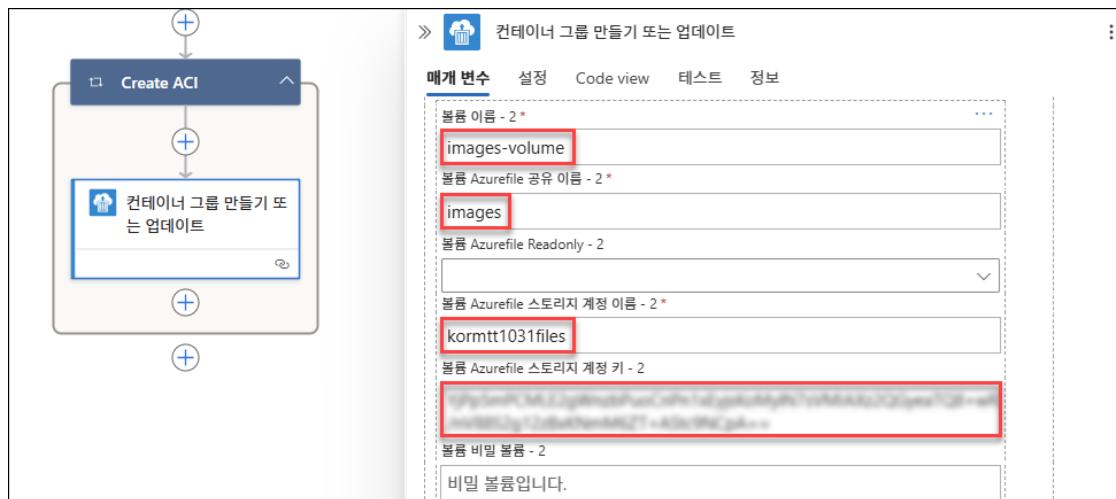 Create ACI
컨테이너 그룹 만들기 또
는 업데이트
컨테이너 그룹 만들기 또는 업데이트
매개 변수 설정 Code view 테스트 정보
볼륨 이름 - 2 *
images-volume
볼륨 Azurefile 공유 이름 - 2 *
images
볼륨 Azurefile Readonly - 2
볼륨 Azurefile 스토리지 계정 이름 - 2 *
kormtt1031files
볼륨 Azurefile 스토리지 계정 키 - 2
볼륨 비밀 볼륨 - 2
비밀 볼륨입니다.